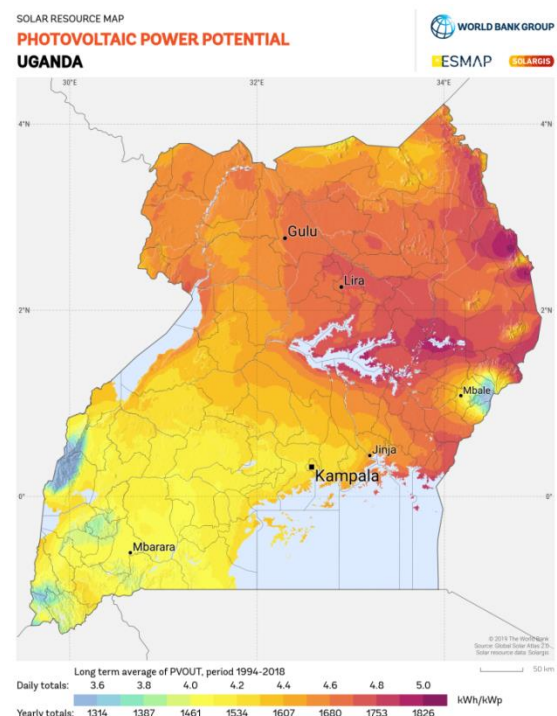 SOLAR RESOURCE MAP
PHOTOVOLTAIC POWER POTENTIAL
UGANDA
WORLD BANK GROUP
ESMAP
SOLARGIS
30°E
32°E
34°E
4°N
4°N
Gulu
Lira
2°N
2°N
Mbale
Jinja
Kampala
0°
0°
Mbarara
© 2019 The World Bank
Source: Global Solar Atlas 2.0
Solar resource data: Solargis
50 km
Long term average of PVOUT, period 1994-2018
Daily totals: 3.6 3.8 4.0 4.2 4.4 4.6 4.8 5.0
kWh/kWp
Yearly totals: 1314 1387 1461 1534 1607 1680 1753 1826